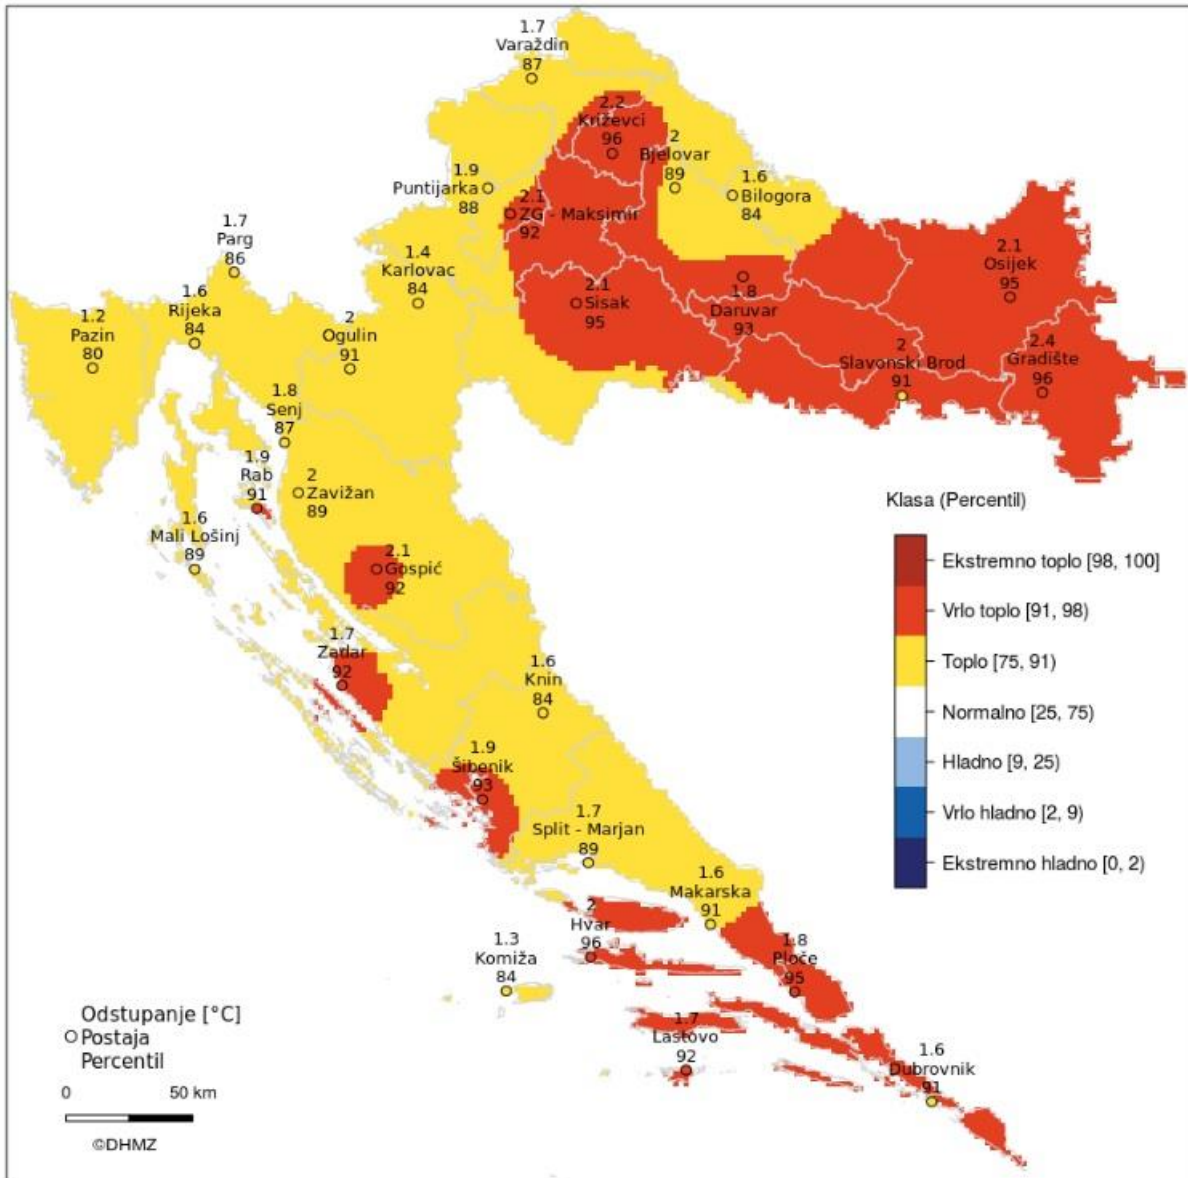 1.7
Varaždin
87
2.2
Križevci
96
2
Bjelovar
89
1.6
Bilogora
84
1.9
Puntijarka
88
2.1
ZG - Maksimir
92
1.7
Parg
86
1.4
Karlovac
84
2.1
Sisak
95
1.8
Daruvar
93
2.1
Osijek
95
1.2
Pazin
80
1.6
Rijeka
84
2
Ogulin
91
2
Slavonski Brod
91
2.4
Gradište
96
1.8
Senj
87
1.9
Rab
91
2
Zavižan
89
1.6
Mali Lošinj
89
2.1
Gospić
92
1.7
Zadar
92
1.6
Knin
84
1.9
Šibenik
93
1.7
Split - Marjan
89
1.6
Makarska
91
2
Hvar
96
1.3
Komiža
84
1.8
Ploče
95
1.7
Lastovo
92
1.6
Dubrovnik
91
Klasa (Percentil)
Ekstremno toplo [98, 100]
Vrlo toplo [91, 98)
Toplo [75, 91)
Normalno [25, 75)
Hladno [9, 25)
Vrlo hladno [2, 9)
Ekstremno hladno [0, 2)
Odstupanje [°C]
Postaja
Percentil
0 50 km
©DHMZ